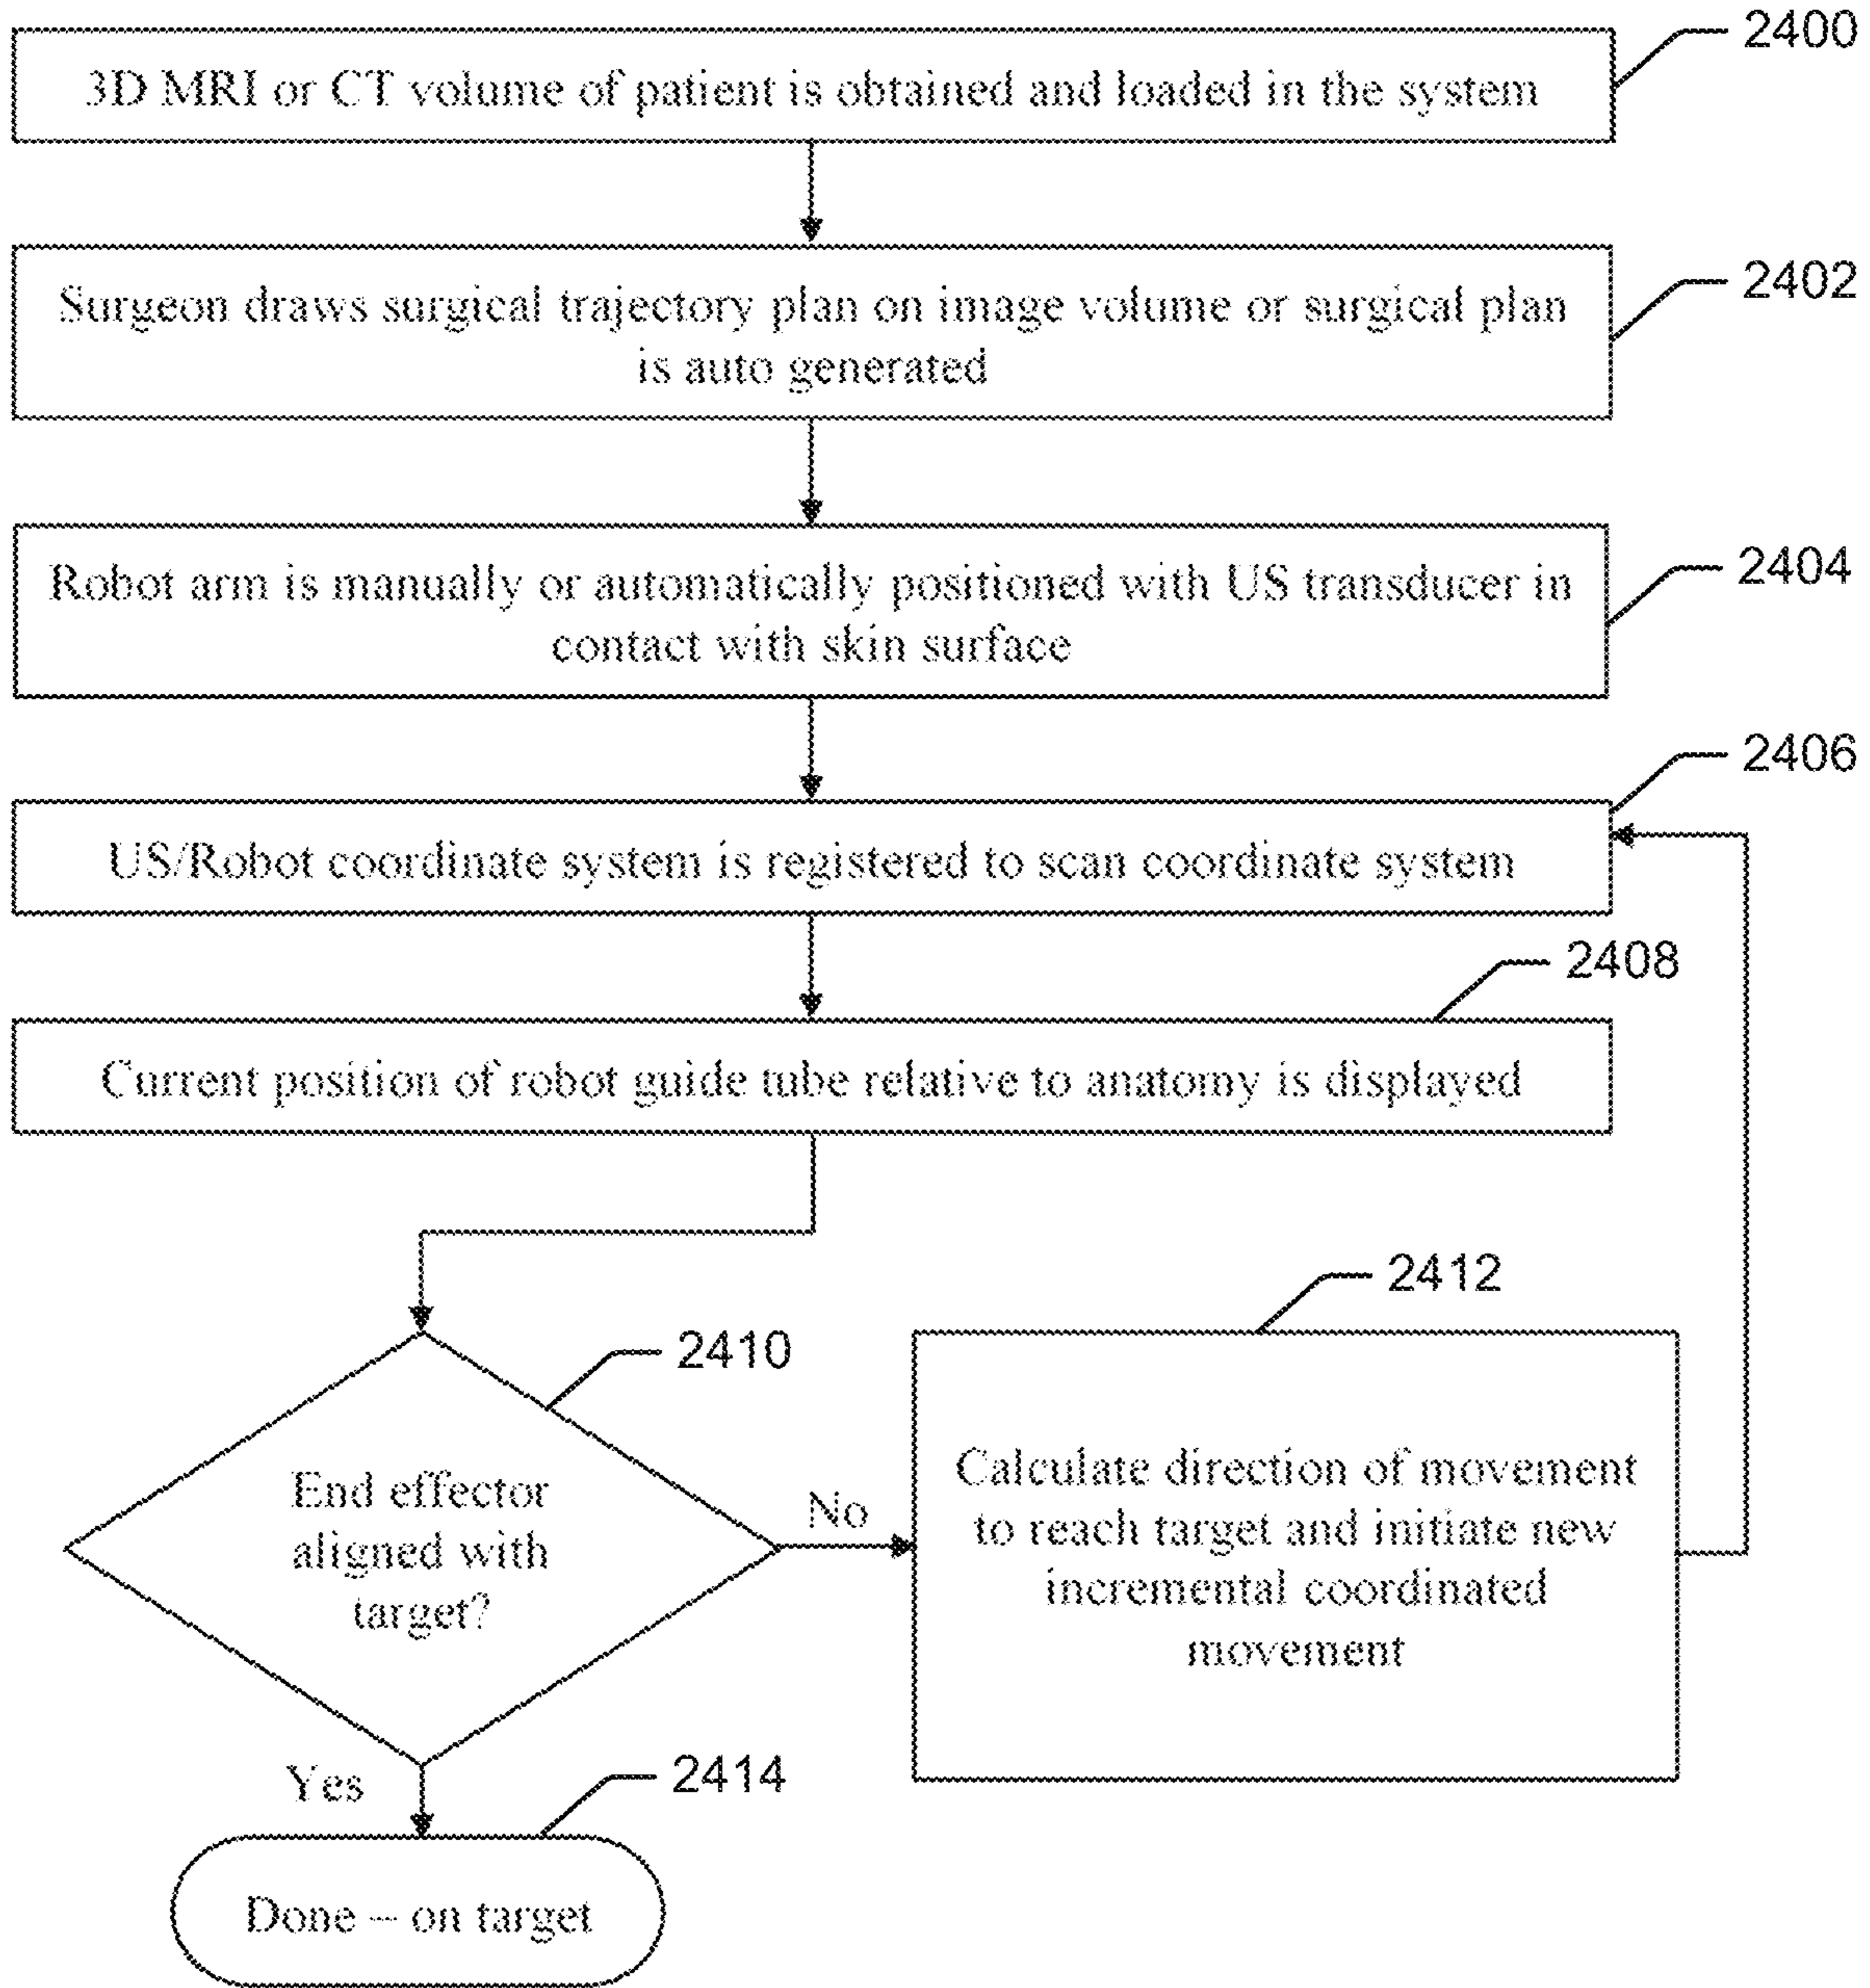 2400
3D MRI or CT volume of patient is obtained and loaded in the system
2402
Surgeon draws surgical trajectory plan on image volume or surgical plan
is auto generated
2404
Robot arm is manually or automatically positioned with US transducer in
contact with skin surface
2406
US/Robot coordinate system is registered to scan coordinate system
2408
Current position of robot guide tube relative to anatomy is displayed
2410
End effector
aligned with
target?
No
2412
Calculate direction of movement
to reach target and initiate new
incremental coordinated
movement
Yes
2414
Done – on target